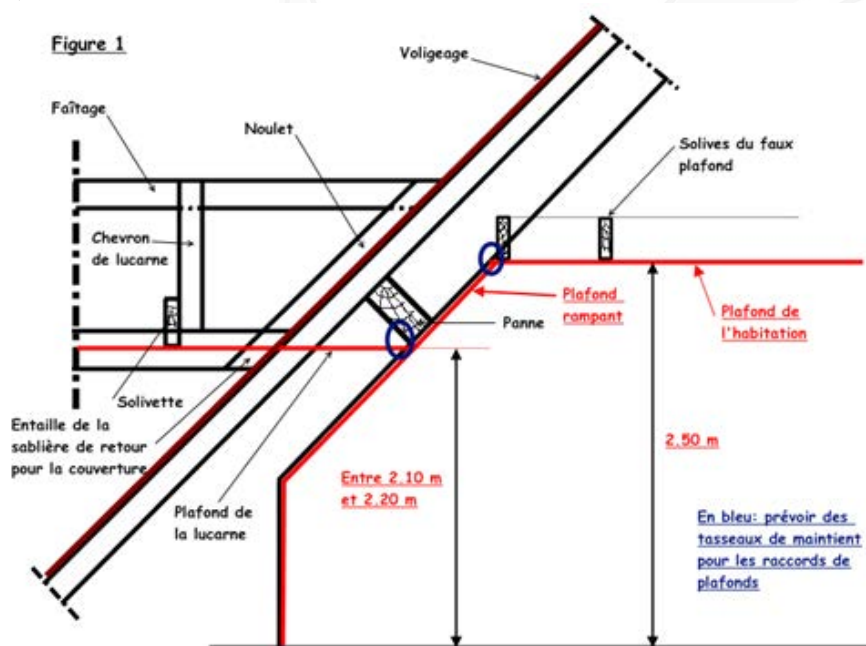 Figure 1
Voligeage
Faîtage
Noulet
Solives du faux
plafond
Chevron
de lucarne
Plafond
rampant
Panne
Plafond de
l'habitation
Solivette
Entaille de la
sablière de retour
pour la couverture
Plafond de
la lucarne
Entre 2.10 m
et 2.20 m
2.50 m
En bleu: prévoir des
tasseaux de maintient
pour les raccords de
plafonds